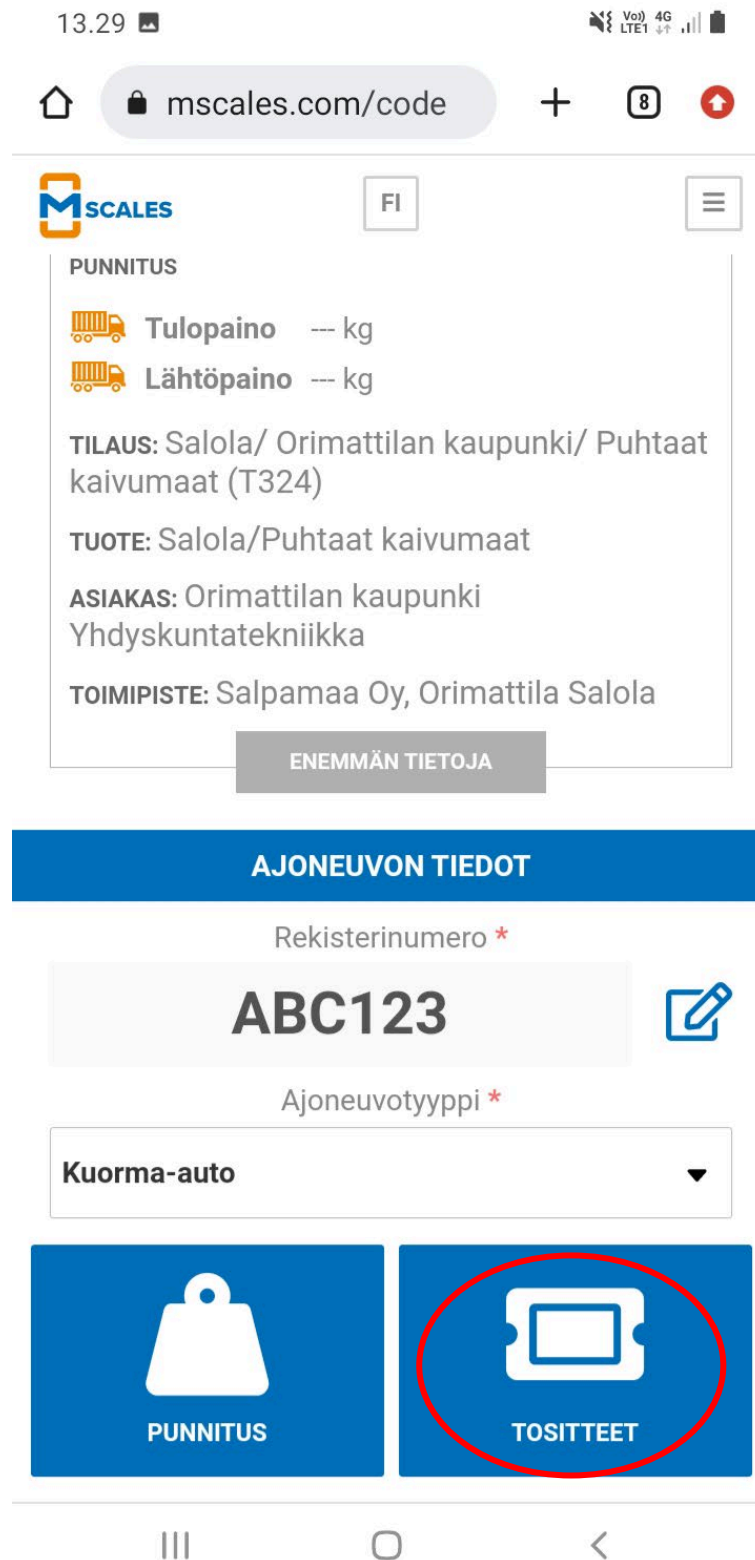 13.29 Vo)) 4G
LTE1
mscales.com/code 8
MSCALES FI
PUNNITUS
Tulopaino --- kg
Lähtöpaino --- kg
TILAUS: Salola/ Orimattilan kaupunki/ Puhtaat
kaivumaat (T324)
TUOTE: Salola/Puhtaat kaivumaat
ASIAKAS: Orimattilan kaupunki
Yhdyskuntatekniikka
TOIMIPISTE: Salpamaa Oy, Orimattila Salola
ENEMMÄN TIETOJA
AJONEUVON TIEDOT
Rekisterinumero *
ABC123
Ajoneuvotyyppi *
Kuorma-auto
PUNNITUS TOSITTEET